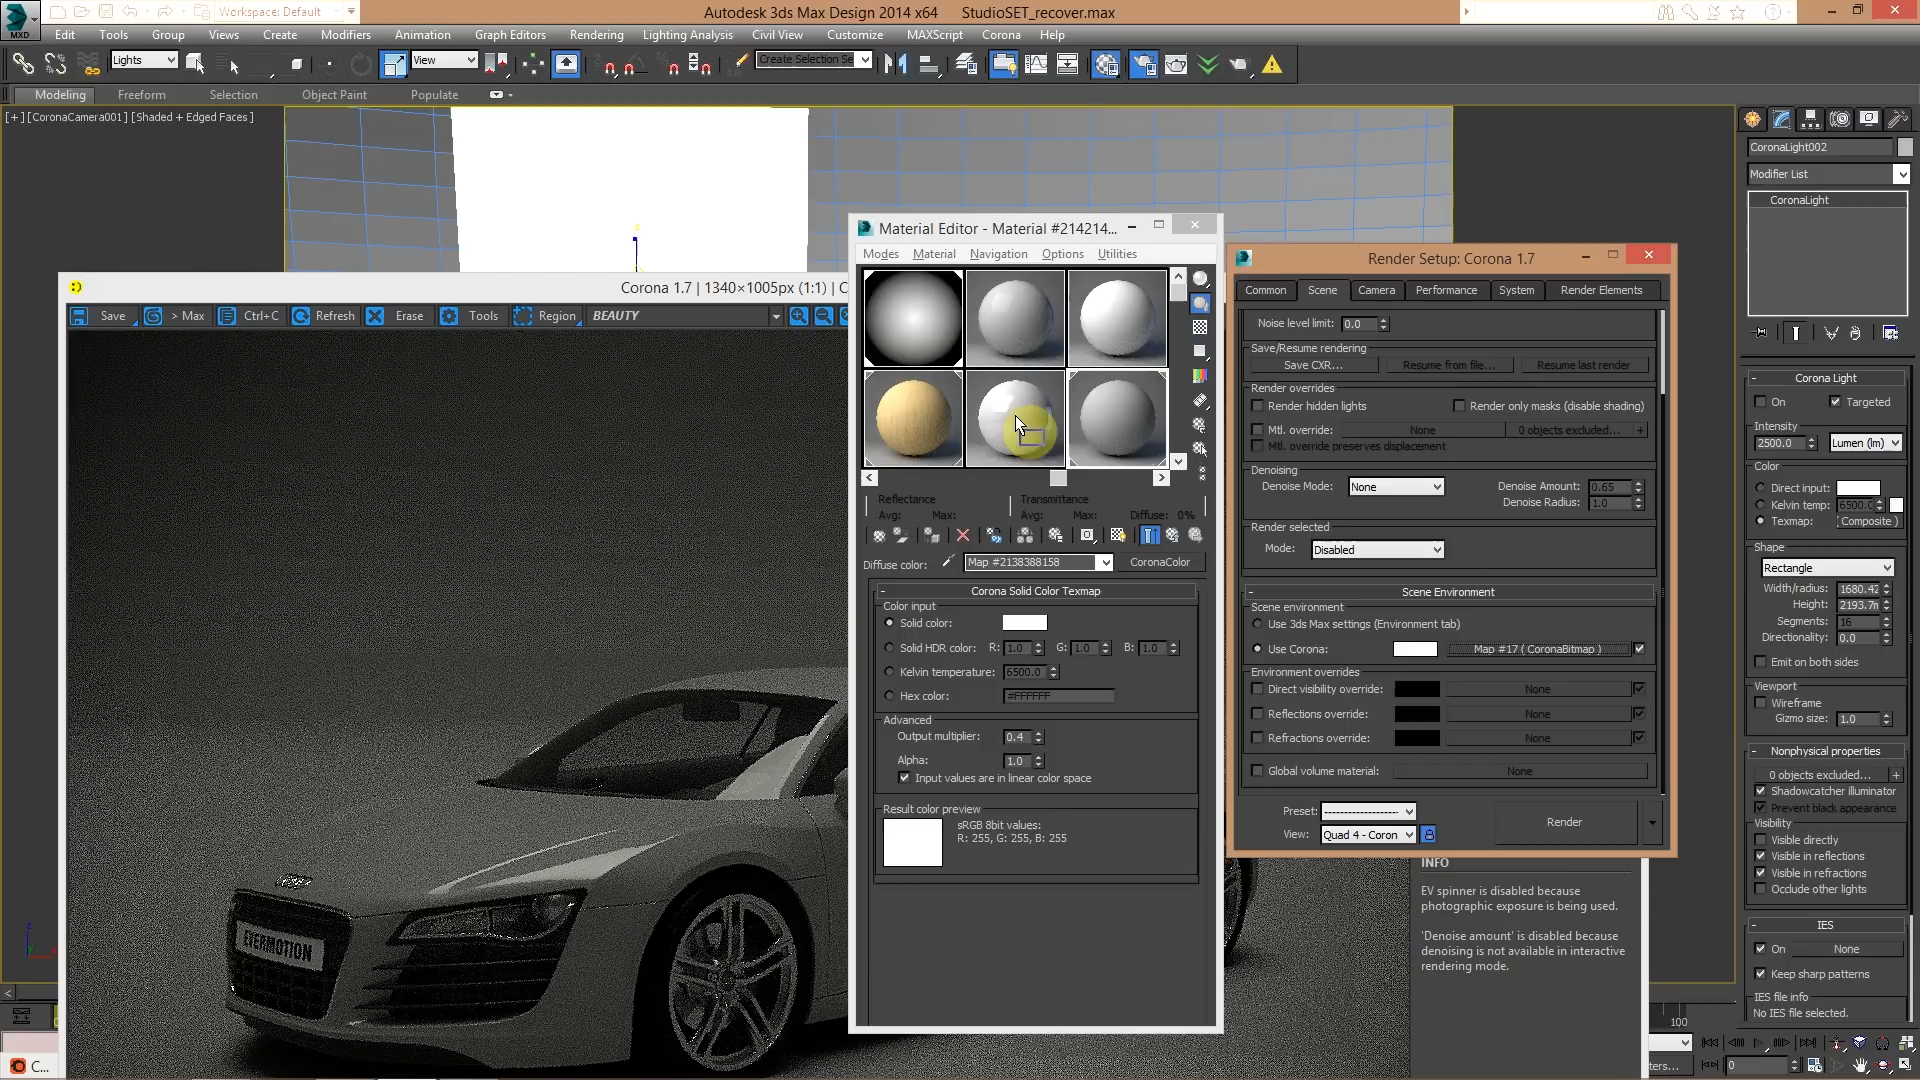 Workspace: Default
Autodesk 3ds Max Design 2014 x64 StudioSET_recover.max
MXD
Edit Tools Group Views Create Modifiers Animation Graph Editors Rendering Lighting Analysis Civil View Customize MAXScript Corona Help
Lights View Create Selection Se
Modeling Freeform Selection Object Paint Populate
[+] [CoronaCamera001] [Shaded + Edged Faces ]
Corona 1.7 | 1340×1005px (1:1) | C
Save > Max Ctrl+C Refresh Erase Tools Region BEAUTY
EVERMOTION
Material Editor - Material #214214...
Modes Material Navigation Options Utilities
Reflectance Transmittance
Avg: Max: Avg: Max: Diffuse: 0%
Diffuse color: Map #2138388158 CoronaColor
- Corona Solid Color Texmap
Color input
Solid color:
Solid HDR color: R: 1.0 G: 1.0 B: 1.0
Kelvin temperature: 6500.0
Hex color: #FFFFFF
Advanced
Output multiplier: 0.4
Alpha: 1.0
Input values are in linear color space
Result color preview
sRGB 8bit values:
R: 255, G: 255, B: 255
Render Setup: Corona 1.7
Common Scene Camera Performance System Render Elements
Noise level limit: 0.0
Save/Resume rendering
Save CXR... Resume from file... Resume last render
Render overrides
Render hidden lights Render only masks (disable shading)
Mtl. override: None 0 objects excluded... +
Mtl. override preserves displacement
Denoising
Denoise Mode: None Denoise Amount: 0.65
Denoise Radius: 1.0
Render selected
Mode: Disabled
- Scene Environment
Scene environment
Use 3ds Max settings (Environment tab)
Use Corona: Map #17 ( CoronaBitmap )
Environment overrides
Direct visibility override: None
Reflections override: None
Refractions override: None
Global volume material: None
Preset: --------------------
View: Quad 4 - Coron
Render
INFO
EV spinner is disabled because
photographic exposure is being used.
'Denoise amount' is disabled because
denoising is not available in interactive
rendering mode.
CoronaLight002
Modifier List
CoronaLight
- Corona Light
On Targeted
Intensity
2500.0 Lumen (lm)
Color
Direct input:
Kelvin temp: 6500.0
Texmap: ( Composite )
Shape
Rectangle
Width/radius: 1680.42
Height: 2193.7
Segments: 16
Directionality: 0.0
Emit on both sides
Viewport
Wireframe
Gizmo size: 1.0
- Nonphysical properties
0 objects excluded... +
Shadowcatcher illuminator
Prevent black appearance
Visibility
Visible directly
Visible in reflections
Visible in refractions
Occlude other lights
- IES
On None
Keep sharp patterns
IES file info
No IES file selected.
100
ters... 0
C...